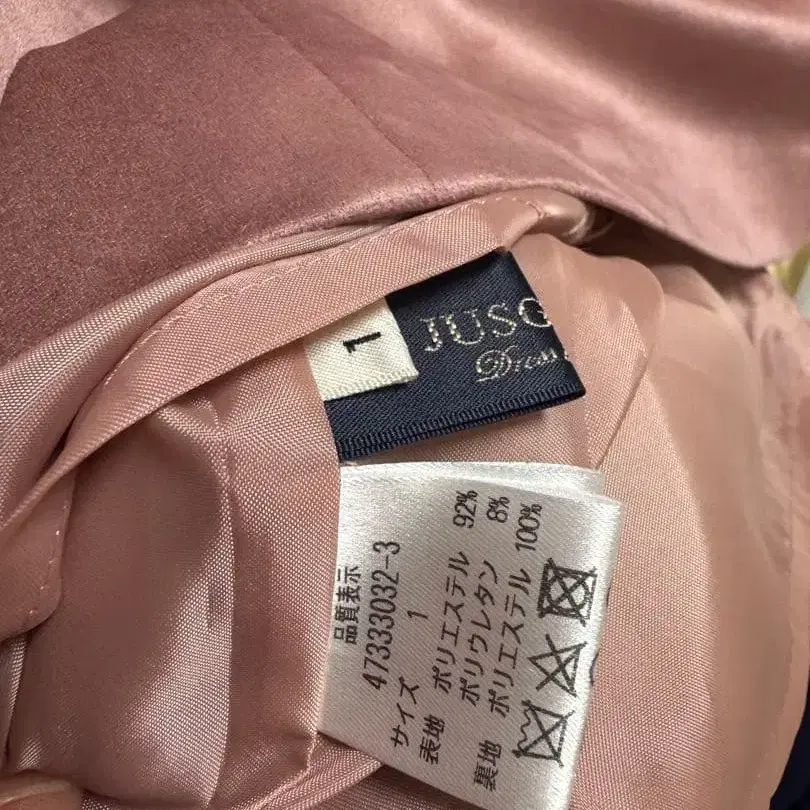 1
JUSG
品質表示
47333032-3
サイズ 1
表地 ポリエステル 92%
ポリウレタン 8%
裏地 ポリエステル 100%